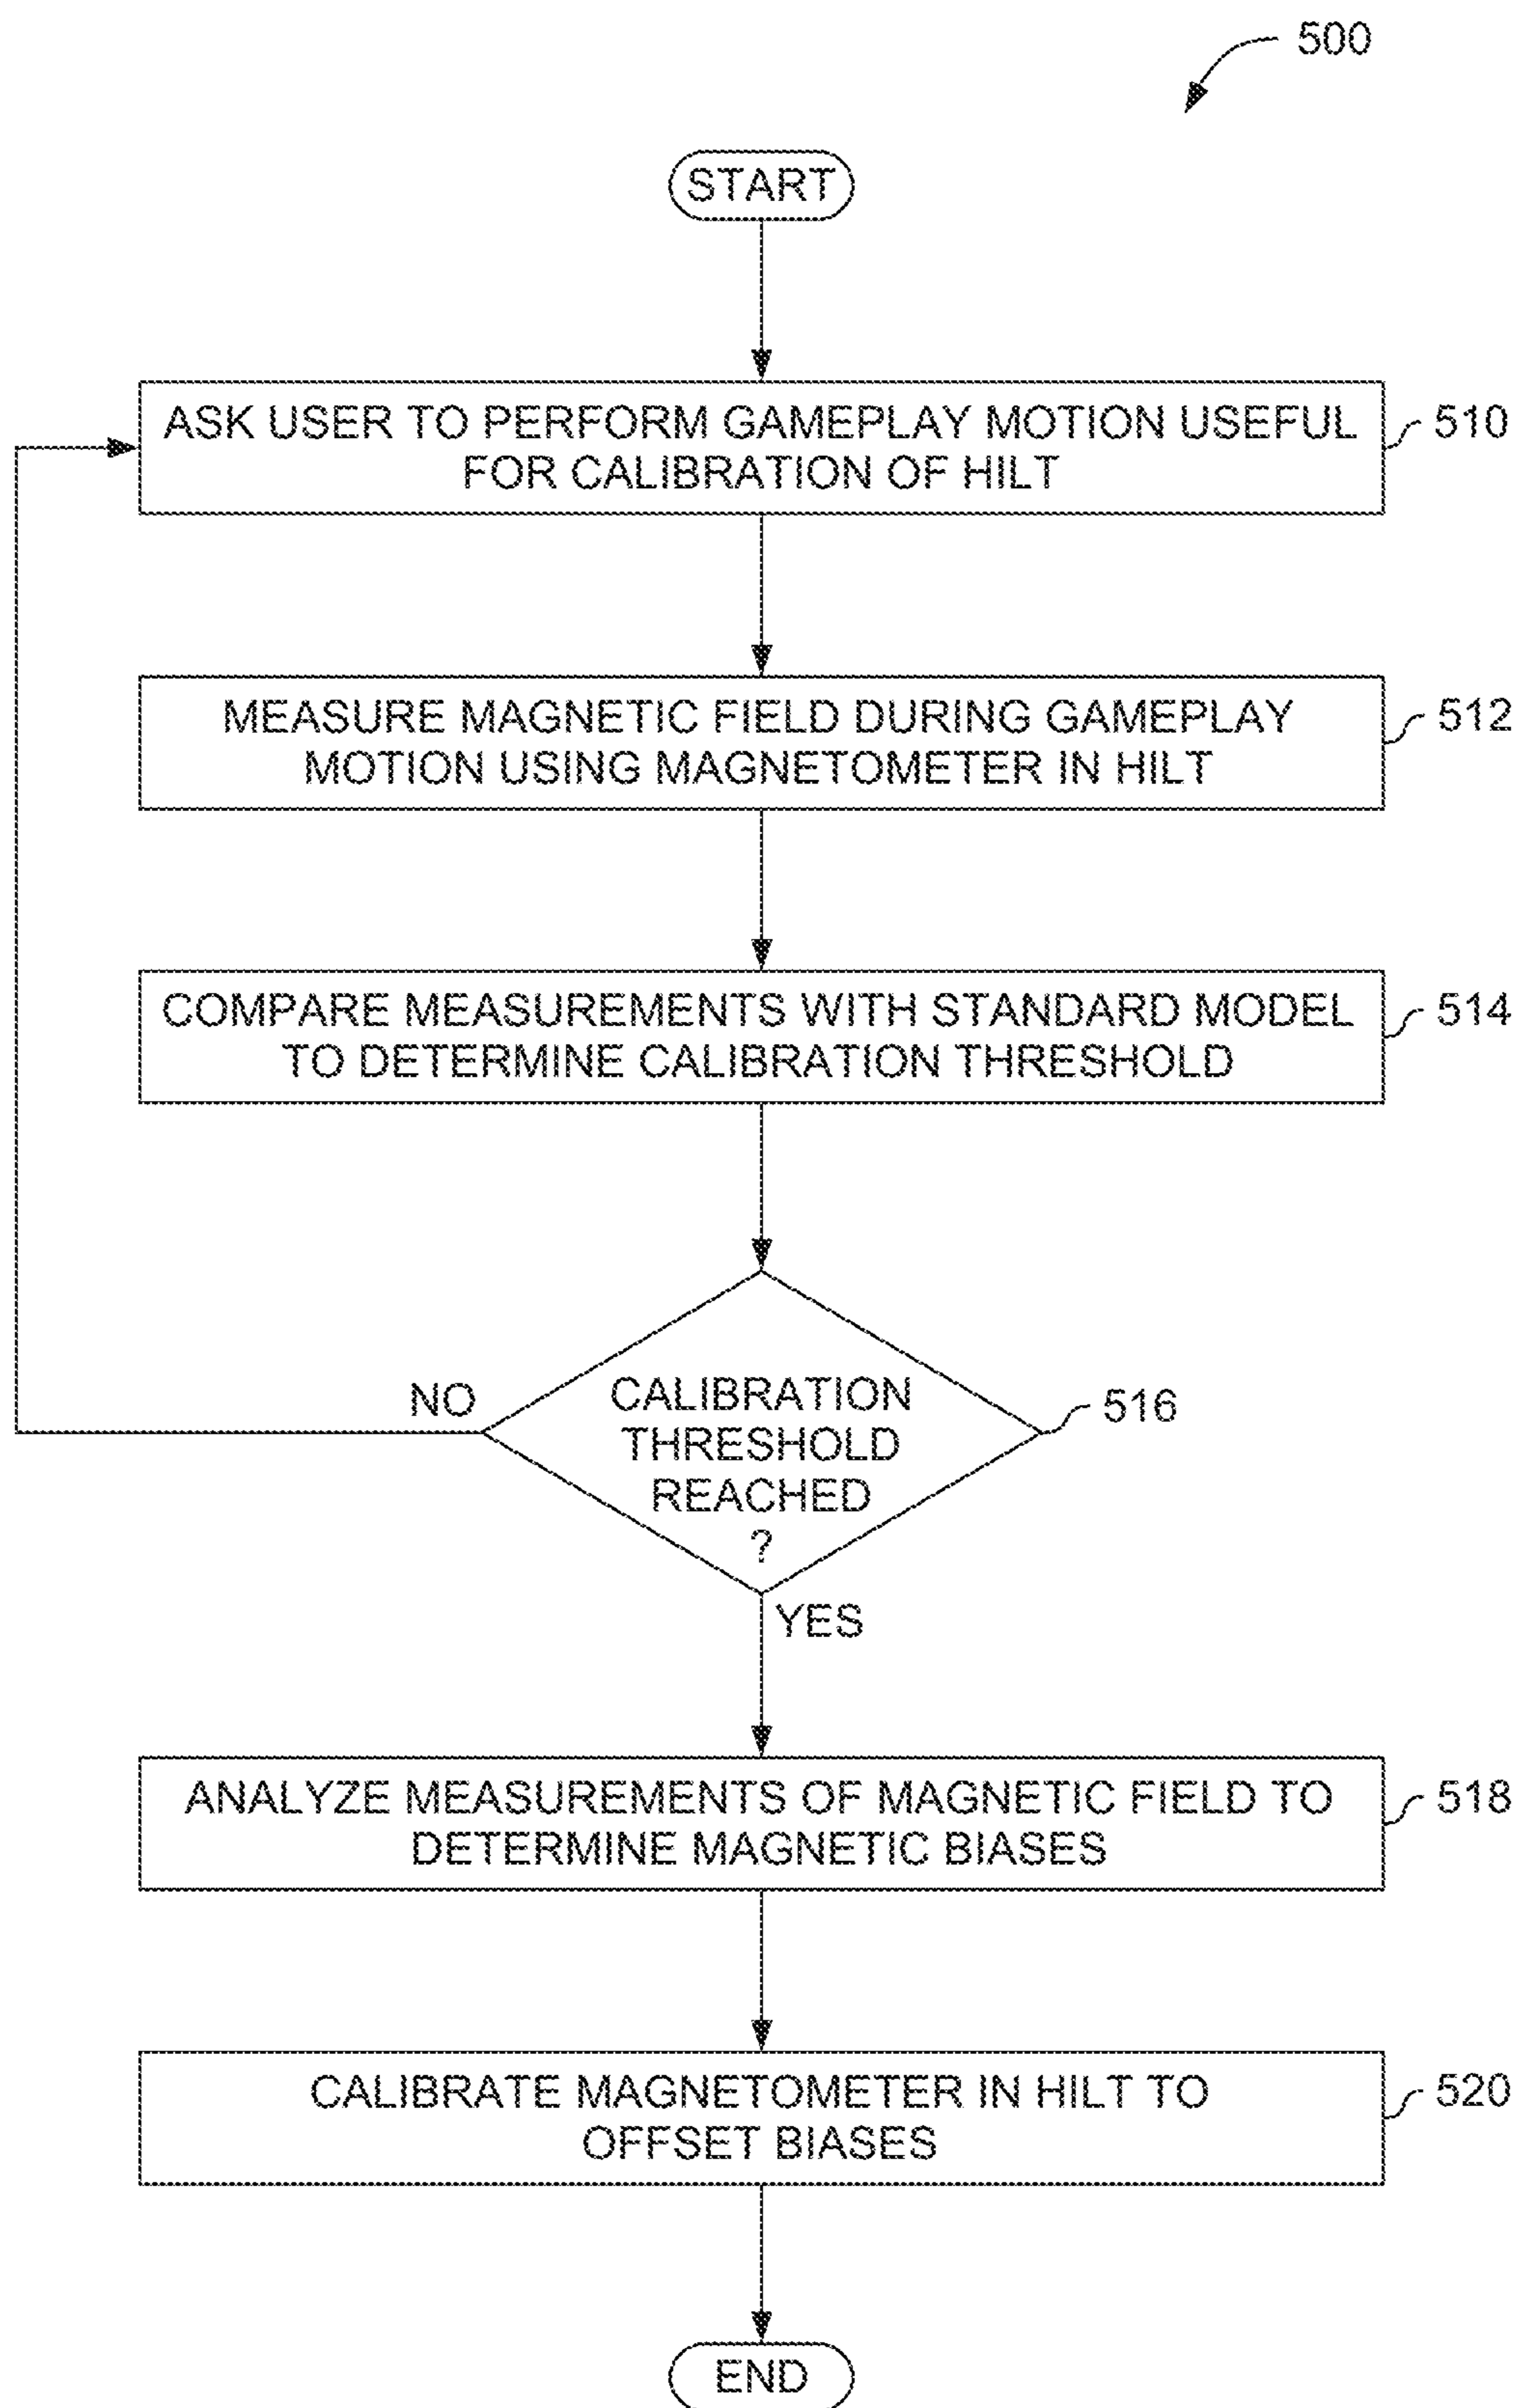 500
START
ASK USER TO PERFORM GAMEPLAY MOTION USEFUL
FOR CALIBRATION OF HILT
510
MEASURE MAGNETIC FIELD DURING GAMEPLAY
MOTION USING MAGNETOMETER IN HILT
512
COMPARE MEASUREMENTS WITH STANDARD MODEL
TO DETERMINE CALIBRATION THRESHOLD
514
NO
CALIBRATION
THRESHOLD
REACHED
?
516
YES
ANALYZE MEASUREMENTS OF MAGNETIC FIELD TO
DETERMINE MAGNETIC BIASES
518
CALIBRATE MAGNETOMETER IN HILT TO
OFFSET BIASES
520
END